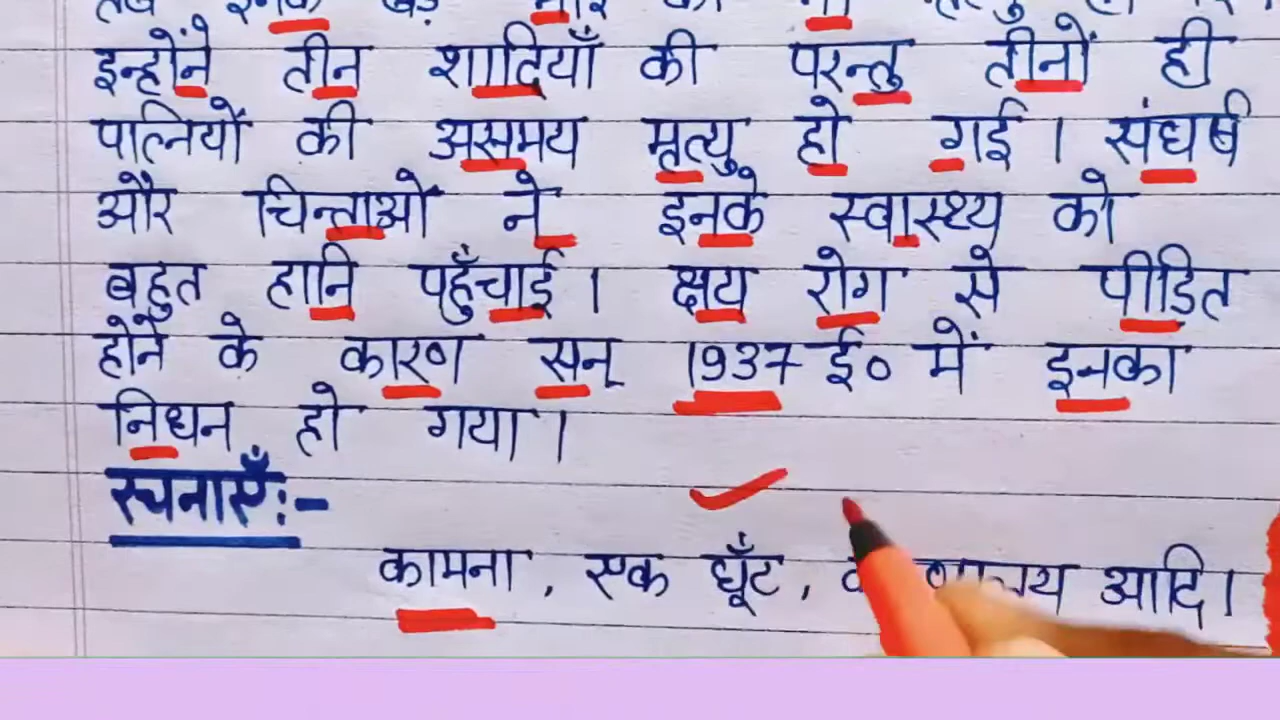 इन्होंने तीन शादियाँ की परन्तु तीनों ही
पत्नियों की असमय मृत्यु हो गई । संघर्ष
और चिन्ताओं ने इनके स्वास्थ्य को
बहुत हानि पहुँचाई । क्षय रोग से पीड़ित
होने के कारण सन् 1937 ई० में इनका
निधन हो गया ।
रचनाएँ:-
कामना , एक घूँट , आदि ।